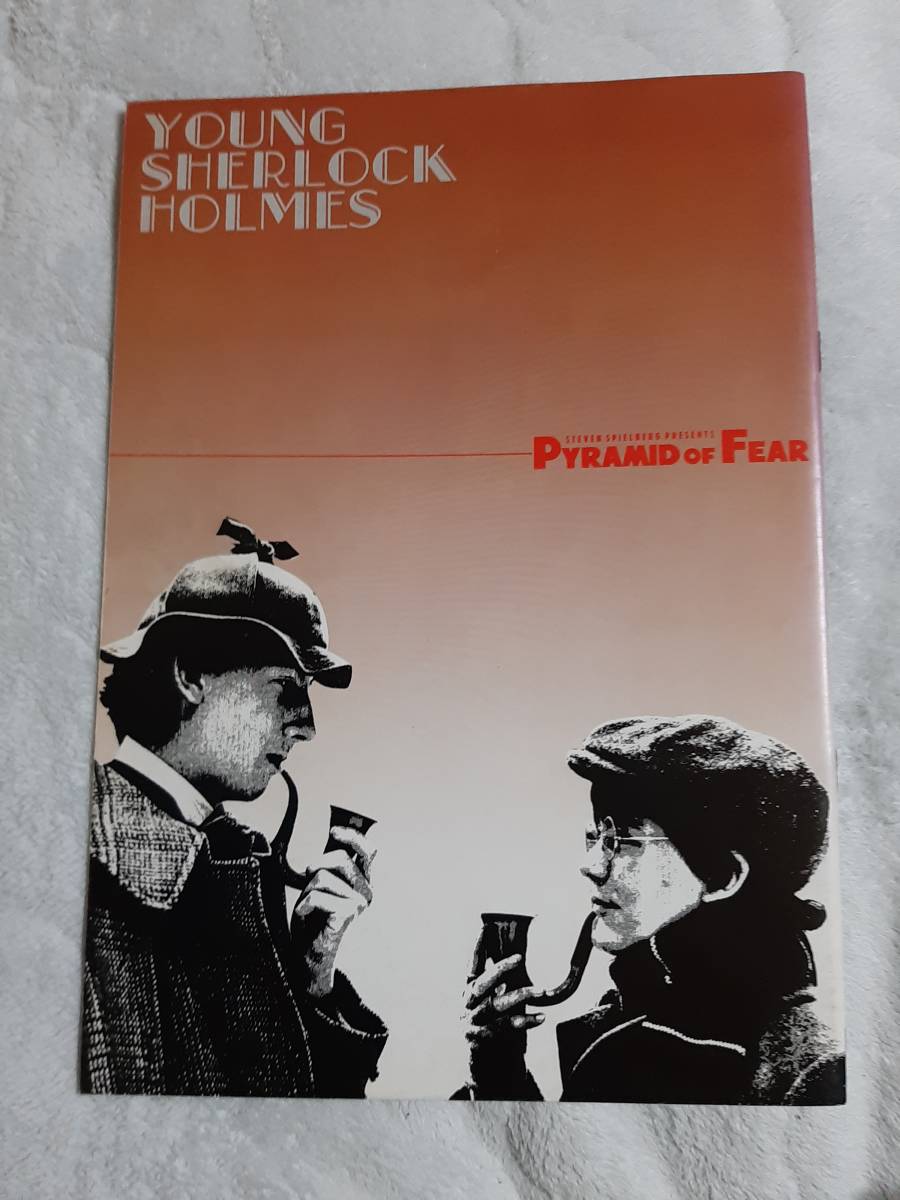 YOUNG
SHERLOCK
HOLMES
STEVEN SPIELBERG PRESENTS
PYRAMID OF FEAR